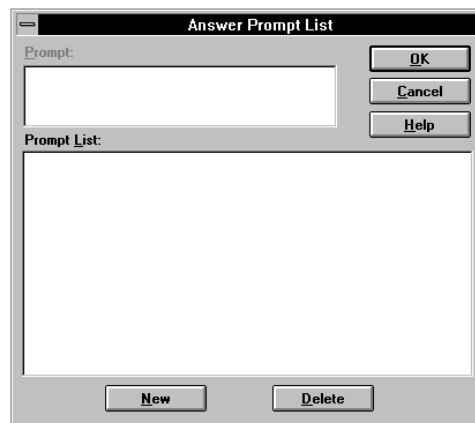 Answer Prompt List
Prompt:
OK
Cancel
Help
Prompt List:
New
Delete